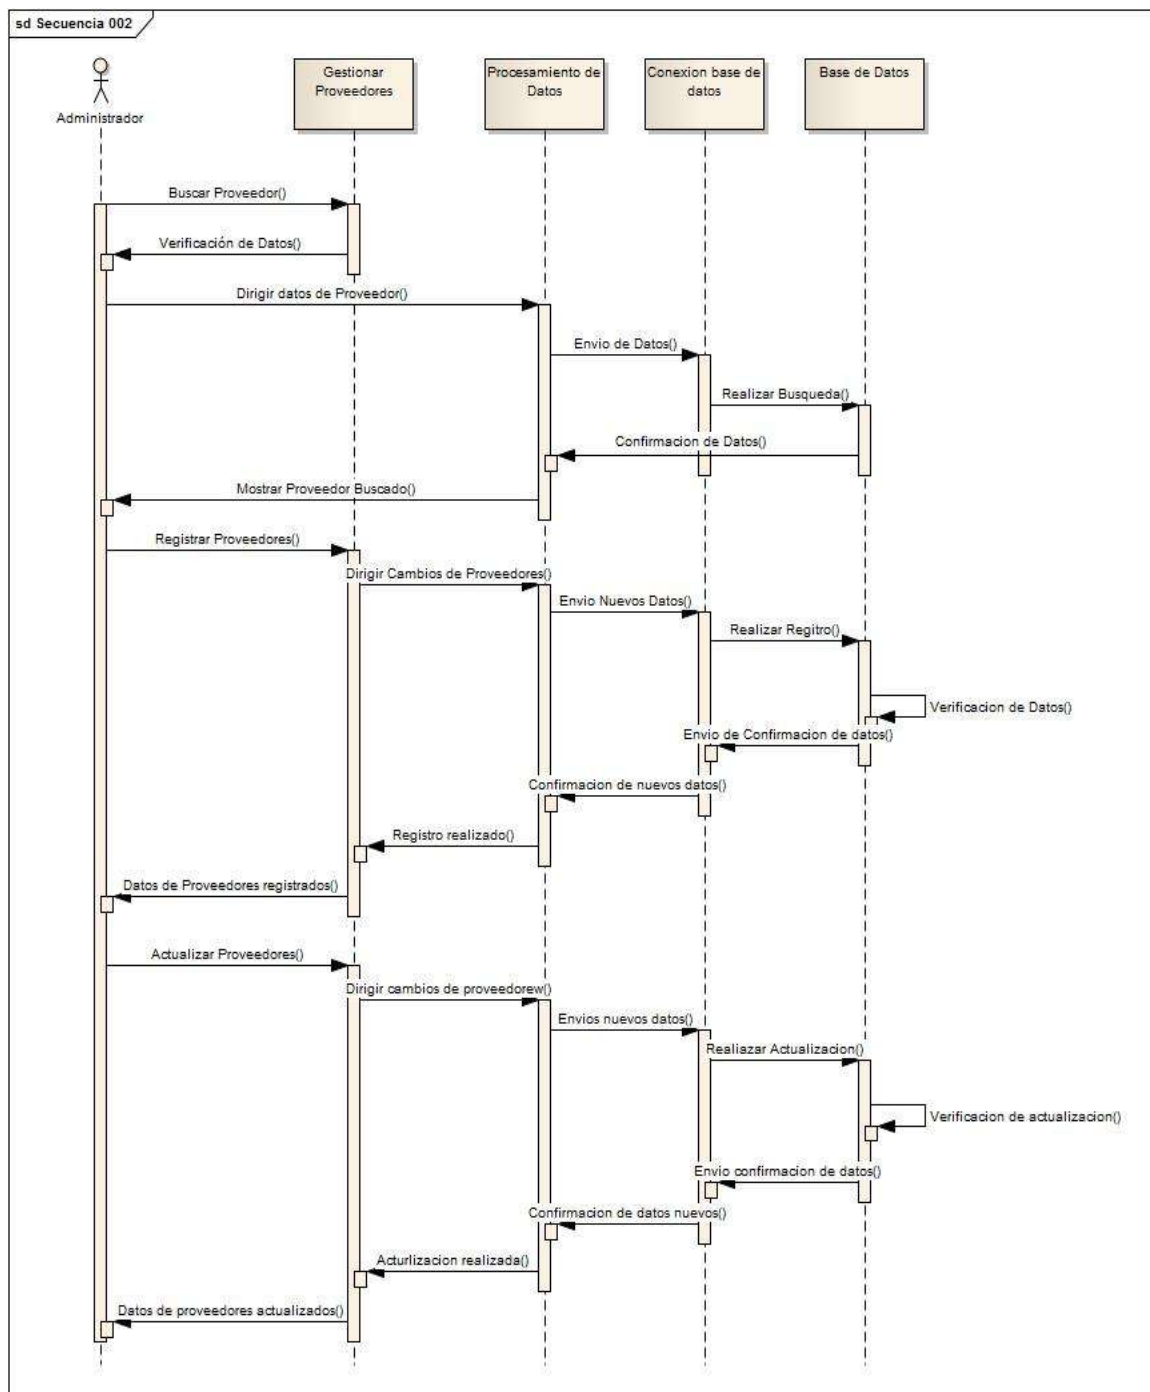 sd Secuencia 002
Administrador
Gestionar
Proveedores
Procesamiento de
Datos
Conexion base de
datos
Base de Datos
Buscar Proveedor()
Verificación de Datos()
Dirigir datos de Proveedor()
Envio de Datos()
Realizar Busqueda()
Confirmacion de Datos()
Mostrar Proveedor Buscado()
Registrar Proveedores()
Dirigir Cambios de Proveedores()
Envio Nuevos Datos()
Realizar Regitro()
Verificacion de Datos()
Envio de Confirmacion de datos()
Confirmacion de nuevos datos()
Registro realizado()
Datos de Proveedores registrados()
Actualizar Proveedores()
Dirigir cambios de proveedorew()
Envios nuevos datos()
Realiazar Actualizacion()
Verificacion de actualizacion()
Envio confirmacion de datos()
Confirmacion de datos nuevos()
Acturlizacion realizada()
Datos de proveedores actualizados()